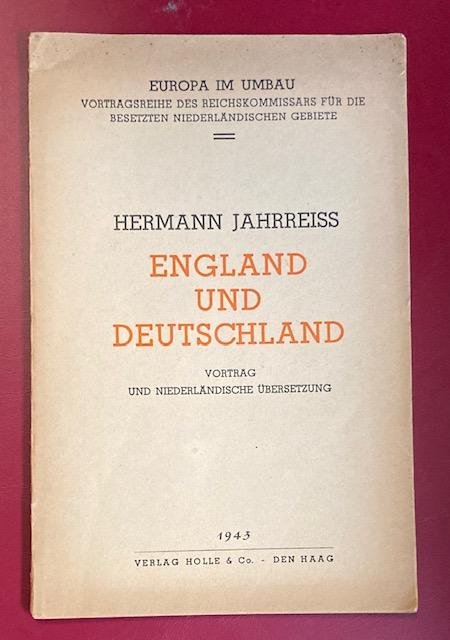 EUROPA IM UMBAU
VORTRAGSREIHE DES REICHSKOMMISSARS FÜR DIE
BESETZTEN NIEDERLÄNDISCHEN GEBIETE
HERMANN JAHRREISS
ENGLAND
UND
DEUTSCHLAND
VORTRAG
UND NIEDERLÄNDISCHE ÜBERSETZUNG
1943
VERLAG HOLLE & Co. - DEN HAAG